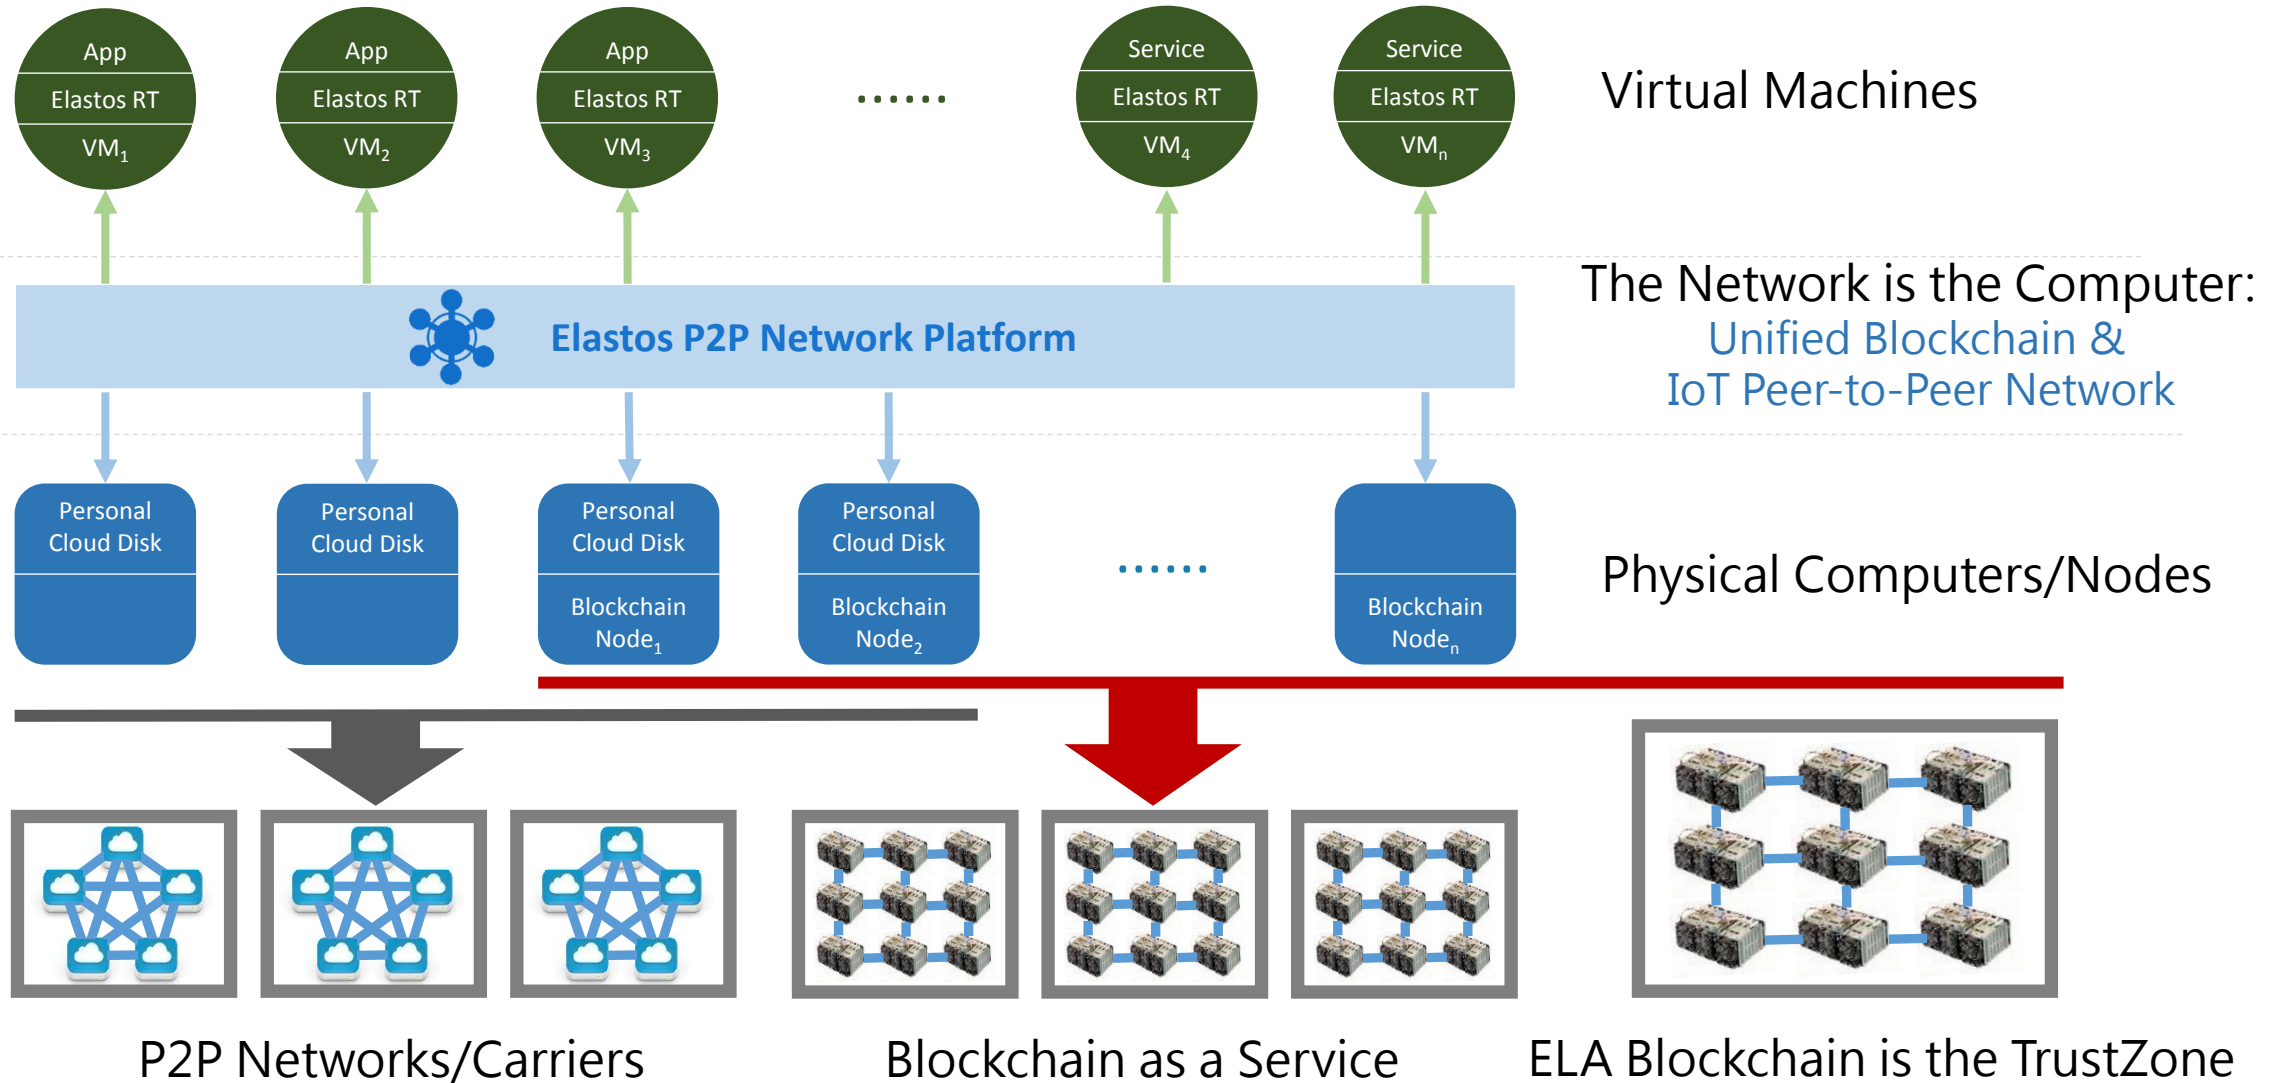 App
Elastos RT
VM₁
App
Elastos RT
VM₂
App
Elastos RT
VM₃
......
Service
Elastos RT
VM₄
Service
Elastos RT
VMₙ
Virtual Machines
Elastos P2P Network Platform
The Network is the Computer:
Unified Blockchain &
IoT Peer-to-Peer Network
Personal
Cloud Disk
Personal
Cloud Disk
Personal
Cloud Disk
Blockchain
Node₁
Personal
Cloud Disk
Blockchain
Node₂
......
Blockchain
Nodeₙ
Physical Computers/Nodes
P2P Networks/Carriers
Blockchain as a Service
ELA Blockchain is the TrustZone